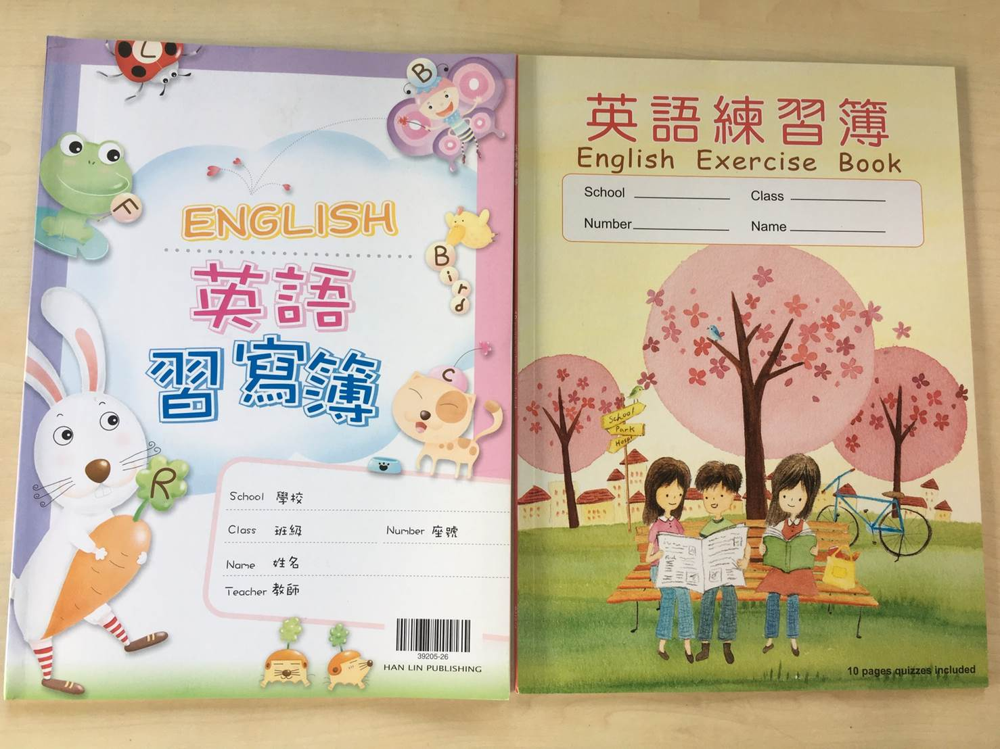 L
B
F
ENGLISH
Bird
英語
習寫簿
C
R
School 學校
Class 班級 Number 座號
Name 姓名
Teacher 教師
39205-26
HAN LIN PUBLISHING
英語練習簿
English Exercise Book
School Class
Number Name
School
Park
10 pages quizzes included